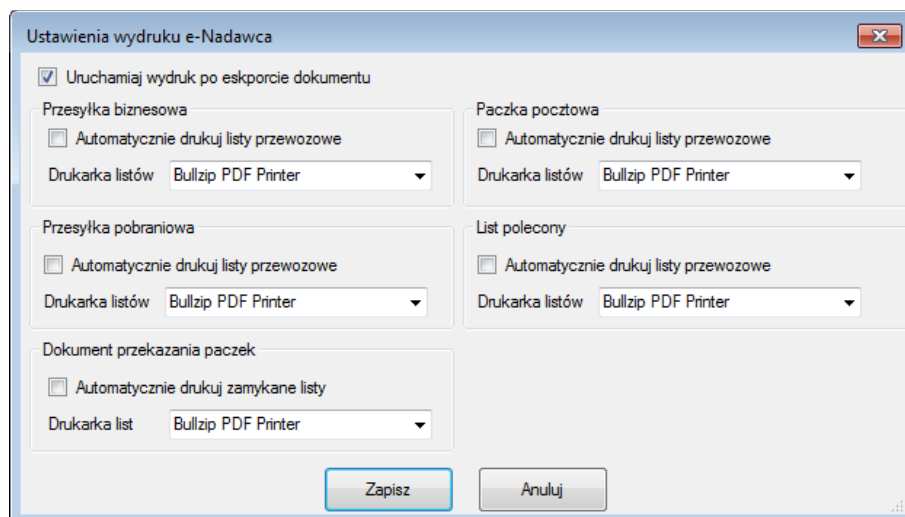 Ustawienia wydruku e-Nadawca
Uruchamiaj wydruk po eskporcie dokumentu
Przesyłka biznesowa
Automatycznie drukuj listy przewozowe
Drukarka listów Bullzip PDF Printer
Paczka pocztowa
Automatycznie drukuj listy przewozowe
Drukarka listów Bullzip PDF Printer
Przesyłka pobraniowa
Automatycznie drukuj listy przewozowe
Drukarka listów Bullzip PDF Printer
List polecony
Automatycznie drukuj listy przewozowe
Drukarka listów Bullzip PDF Printer
Dokument przekazania paczek
Automatycznie drukuj zamykane listy
Drukarka list Bullzip PDF Printer
Zapisz Anuluj